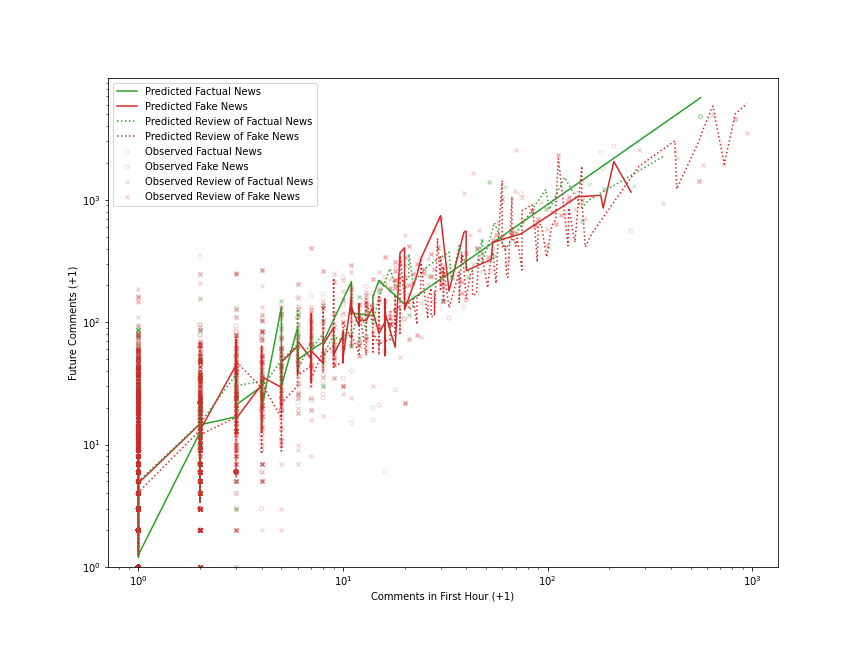 Predicted Factual News
Predicted Fake News
Predicted Review of Factual News
Predicted Review of Fake News
Observed Factual News
Observed Fake News
Observed Review of Factual News
Observed Review of Fake News
Future Comments (+1)
10³
10²
10¹
10⁰
10⁰ 10¹ 10² 10³
Comments in First Hour (+1)